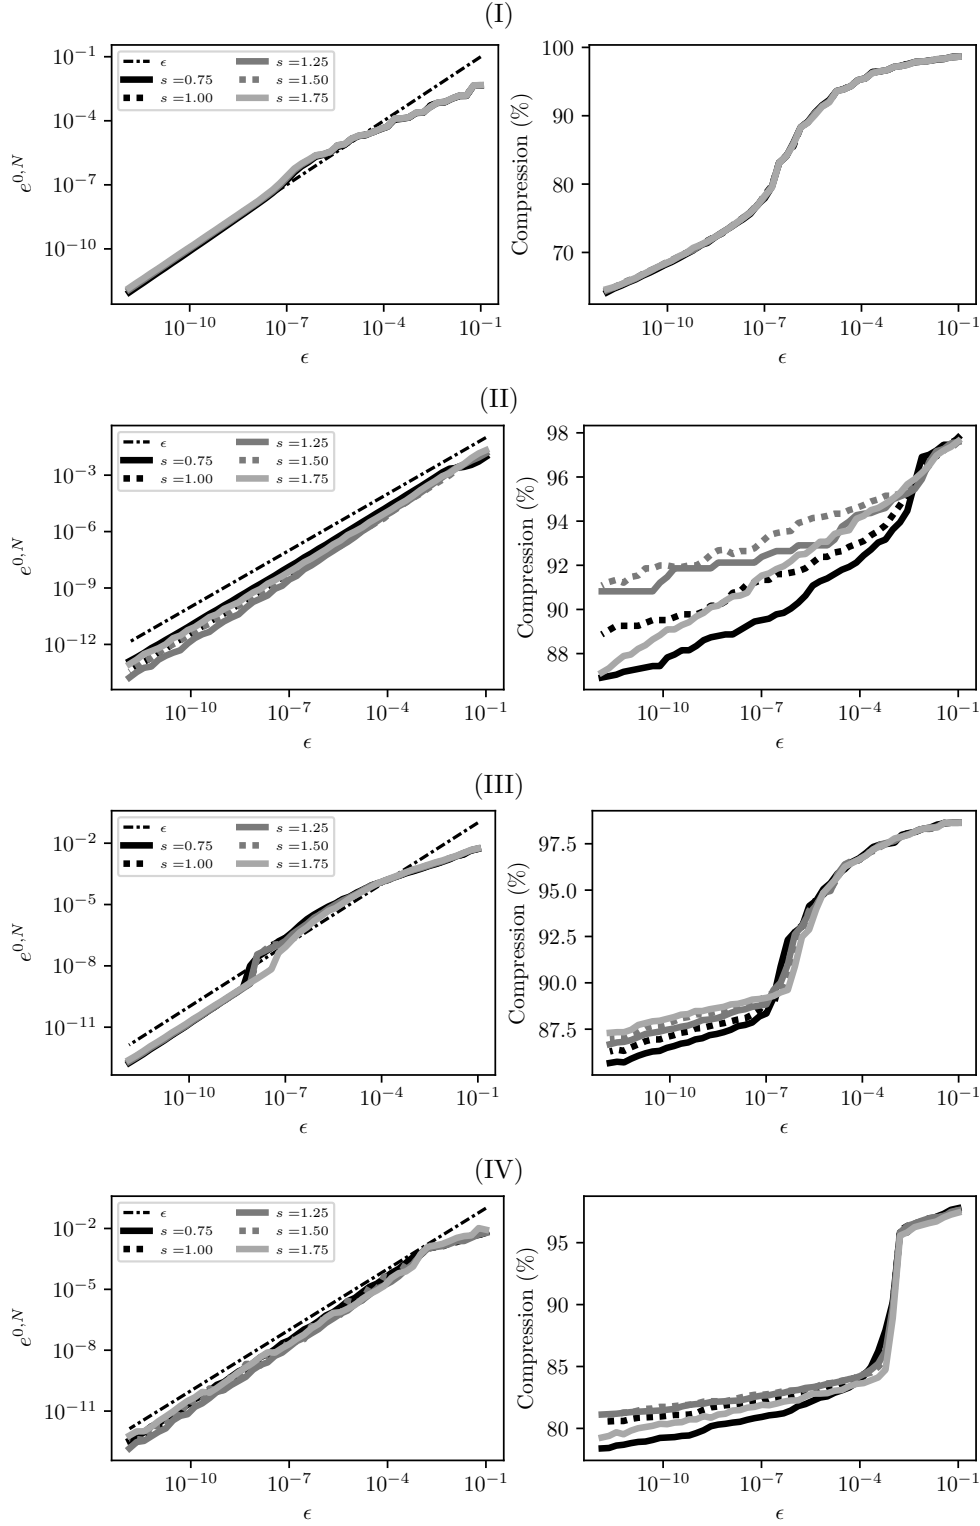 (I)
10⁻¹
10⁻⁴
10⁻⁷
10⁻¹⁰
e⁰,ᴺ
ϵ
s =0.75
s =1.00
s =1.25
s =1.50
s =1.75
10⁻¹⁰ 10⁻⁷ 10⁻⁴ 10⁻¹
ϵ
100
90
80
70
Compression (%)
10⁻¹⁰ 10⁻⁷ 10⁻⁴ 10⁻¹
ϵ
(II)
10⁻³
10⁻⁶
10⁻⁹
10⁻¹²
e⁰,ᴺ
ϵ
s =0.75
s =1.00
s =1.25
s =1.50
s =1.75
10⁻¹⁰ 10⁻⁷ 10⁻⁴ 10⁻¹
ϵ
98
96
94
92
90
88
Compression (%)
10⁻¹⁰ 10⁻⁷ 10⁻⁴ 10⁻¹
ϵ
(III)
10⁻²
10⁻⁵
10⁻⁸
10⁻¹¹
e⁰,ᴺ
ϵ
s =0.75
s =1.00
s =1.25
s =1.50
s =1.75
10⁻¹⁰ 10⁻⁷ 10⁻⁴ 10⁻¹
ϵ
97.5
95.0
92.5
90.0
87.5
Compression (%)
10⁻¹⁰ 10⁻⁷ 10⁻⁴ 10⁻¹
ϵ
(IV)
10⁻²
10⁻⁵
10⁻⁸
10⁻¹¹
e⁰,ᴺ
ϵ
s =0.75
s =1.00
s =1.25
s =1.50
s =1.75
10⁻¹⁰ 10⁻⁷ 10⁻⁴ 10⁻¹
ϵ
95
90
85
80
Compression (%)
10⁻¹⁰ 10⁻⁷ 10⁻⁴ 10⁻¹
ϵ